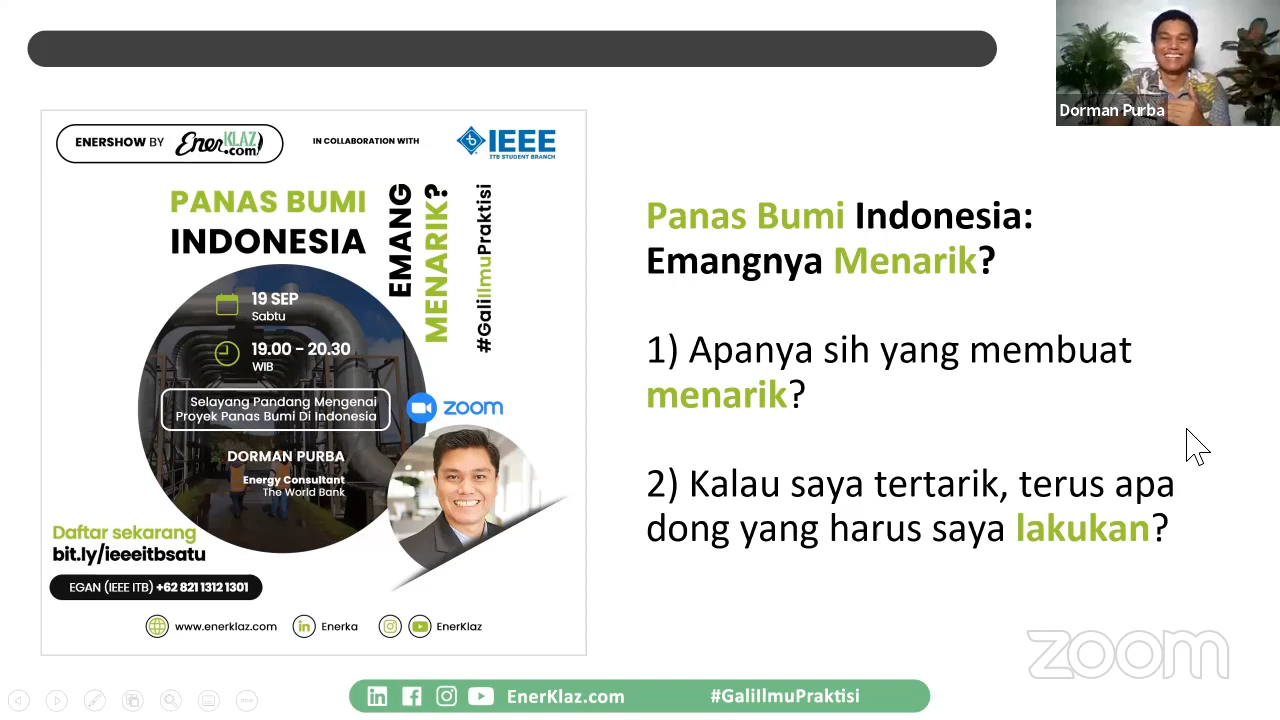 Dorman Purba
ENERSHOW BY EnerKLAZ.com
IN COLLABORATION WITH
IEEE
ITB STUDENT BRANCH
PANAS BUMI
INDONESIA
EMANG
MENARIK?
#GaliIlmuPraktisi
19 SEP
Sabtu
19.00 - 20.30
WIB
Selayang Pandang Mengenai
Proyek Panas Bumi Di Indonesia
zoom
DORMAN PURBA
Energy Consultant
The World Bank
Daftar sekarang
bit.ly/ieeeitbsatu
EGAN (IEEE ITB) +62 821 1312 1301
www.enerklaz.com
Enerka
EnerKlaz
Panas Bumi Indonesia:
Emangnya Menarik?
1) Apanya sih yang membuat
menarik?
2) Kalau saya tertarik, terus apa
dong yang harus saya lakukan?
zoom
EnerKlaz.com
#GaliIlmuPraktisi